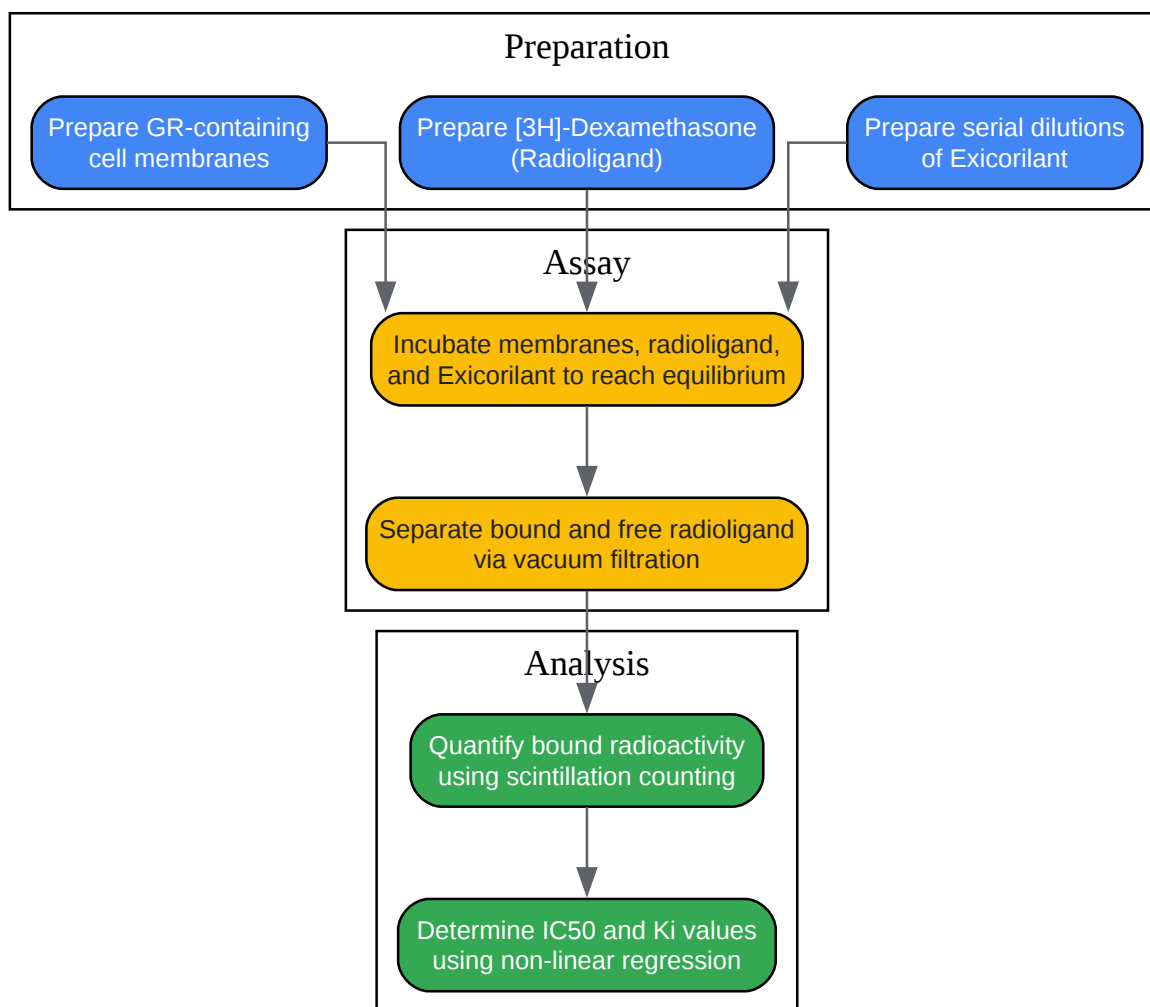 Preparation
Prepare GR-containing
cell membranes
Prepare [3H]-Dexamethasone
(Radioligand)
Prepare serial dilutions
of Exicorilant
Assay
Incubate membranes, radioligand,
and Exicorilant to reach equilibrium
Separate bound and free radioligand
via vacuum filtration
Analysis
Quantify bound radioactivity
using scintillation counting
Determine IC50 and Ki values
using non-linear regression